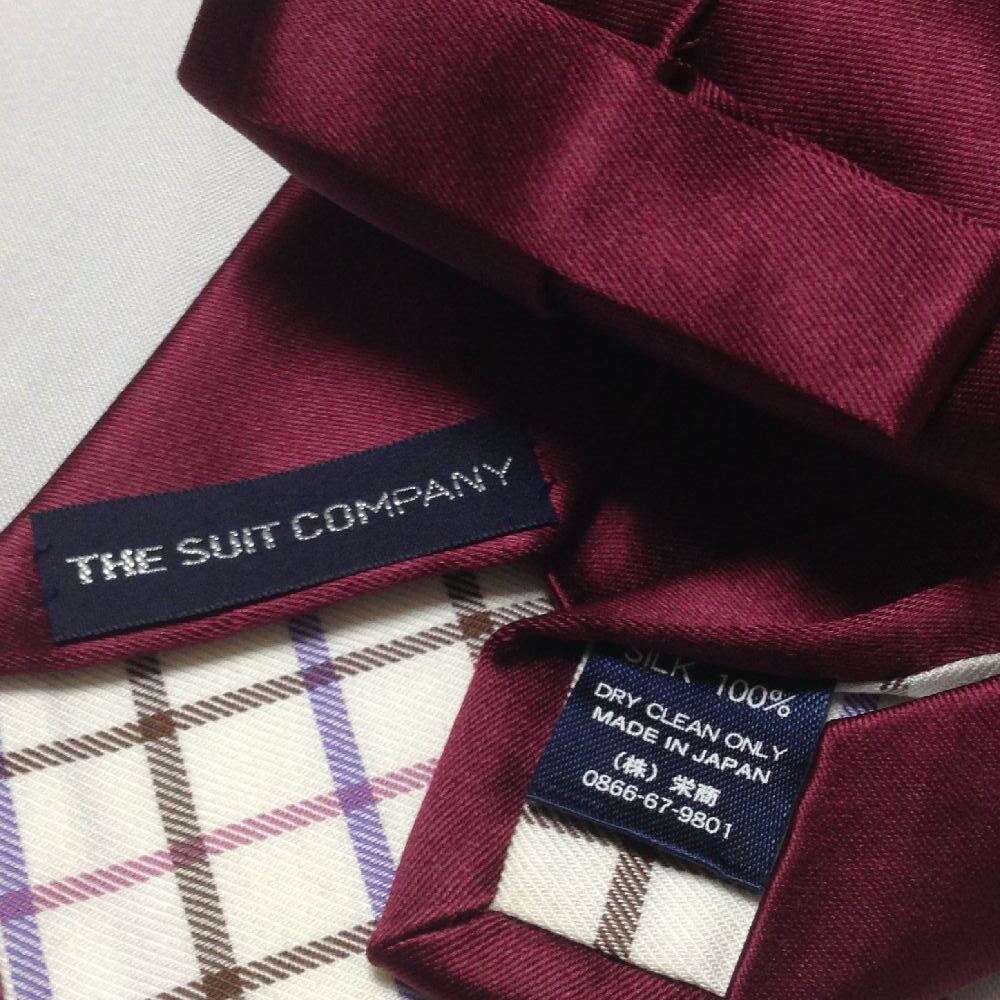 THE SUIT COMPANY
SILK 100%
DRY CLEAN ONLY
MADE IN JAPAN
（株）栄商
0866-67-9801